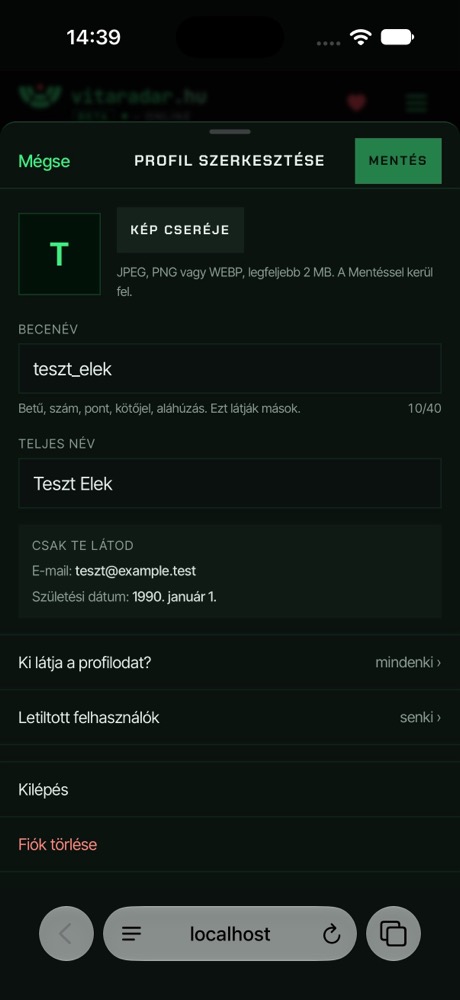 14:39
vitaradar.hu
Mégse
PROFIL SZERKESZTÉSE
MENTÉS
T
KÉP CSERÉJE
JPEG, PNG vagy WEBP, legfeljebb 2 MB. A Mentéssel kerül
fel.
BECENÉV
teszt_elek
Betű, szám, pont, kötőjel, aláhúzás. Ezt látják mások.
10/40
TELJES NÉV
Teszt Elek
CSAK TE LÁTOD
E-mail: teszt@example.test
Születési dátum: 1990. január 1.
Ki látja a profilodat?
mindenki ›
Letiltott felhasználók
senki ›
Kilépés
Fiók törlése
localhost